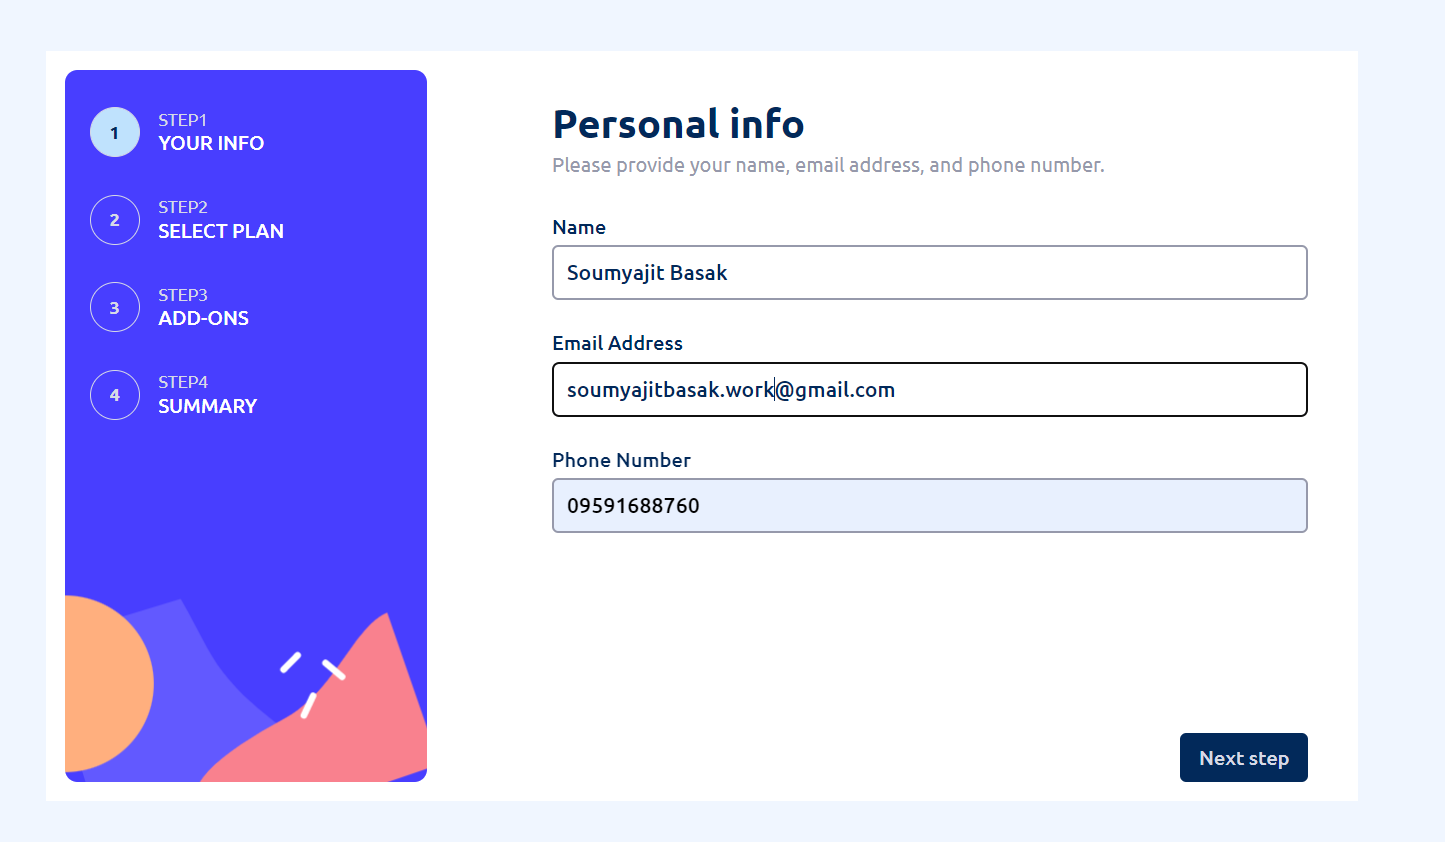 1
STEP1
YOUR INFO
2
STEP2
SELECT PLAN
3
STEP3
ADD-ONS
4
STEP4
SUMMARY
Personal info
Please provide your name, email address, and phone number.
Name
Soumyajit Basak
Email Address
soumyajitbasak.work@gmail.com
Phone Number
09591688760
Next step